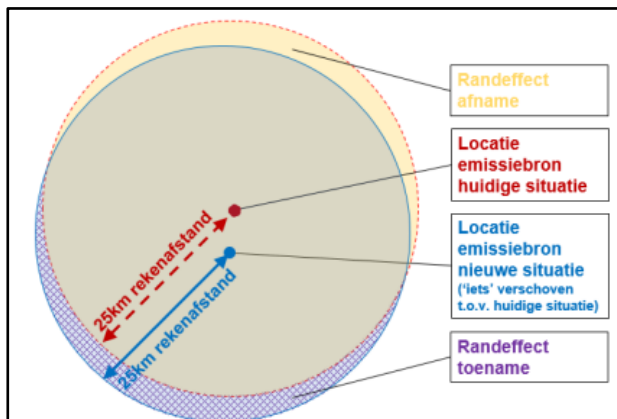 Randeffect
afname
Locatie
emissiebron
huidige situatie
25km rekenafstand
Locatie
emissiebron
nieuwe situatie
('iets' verschoven
t.o.v. huidige situatie)
25km rekenafstand
Randeffect
toename